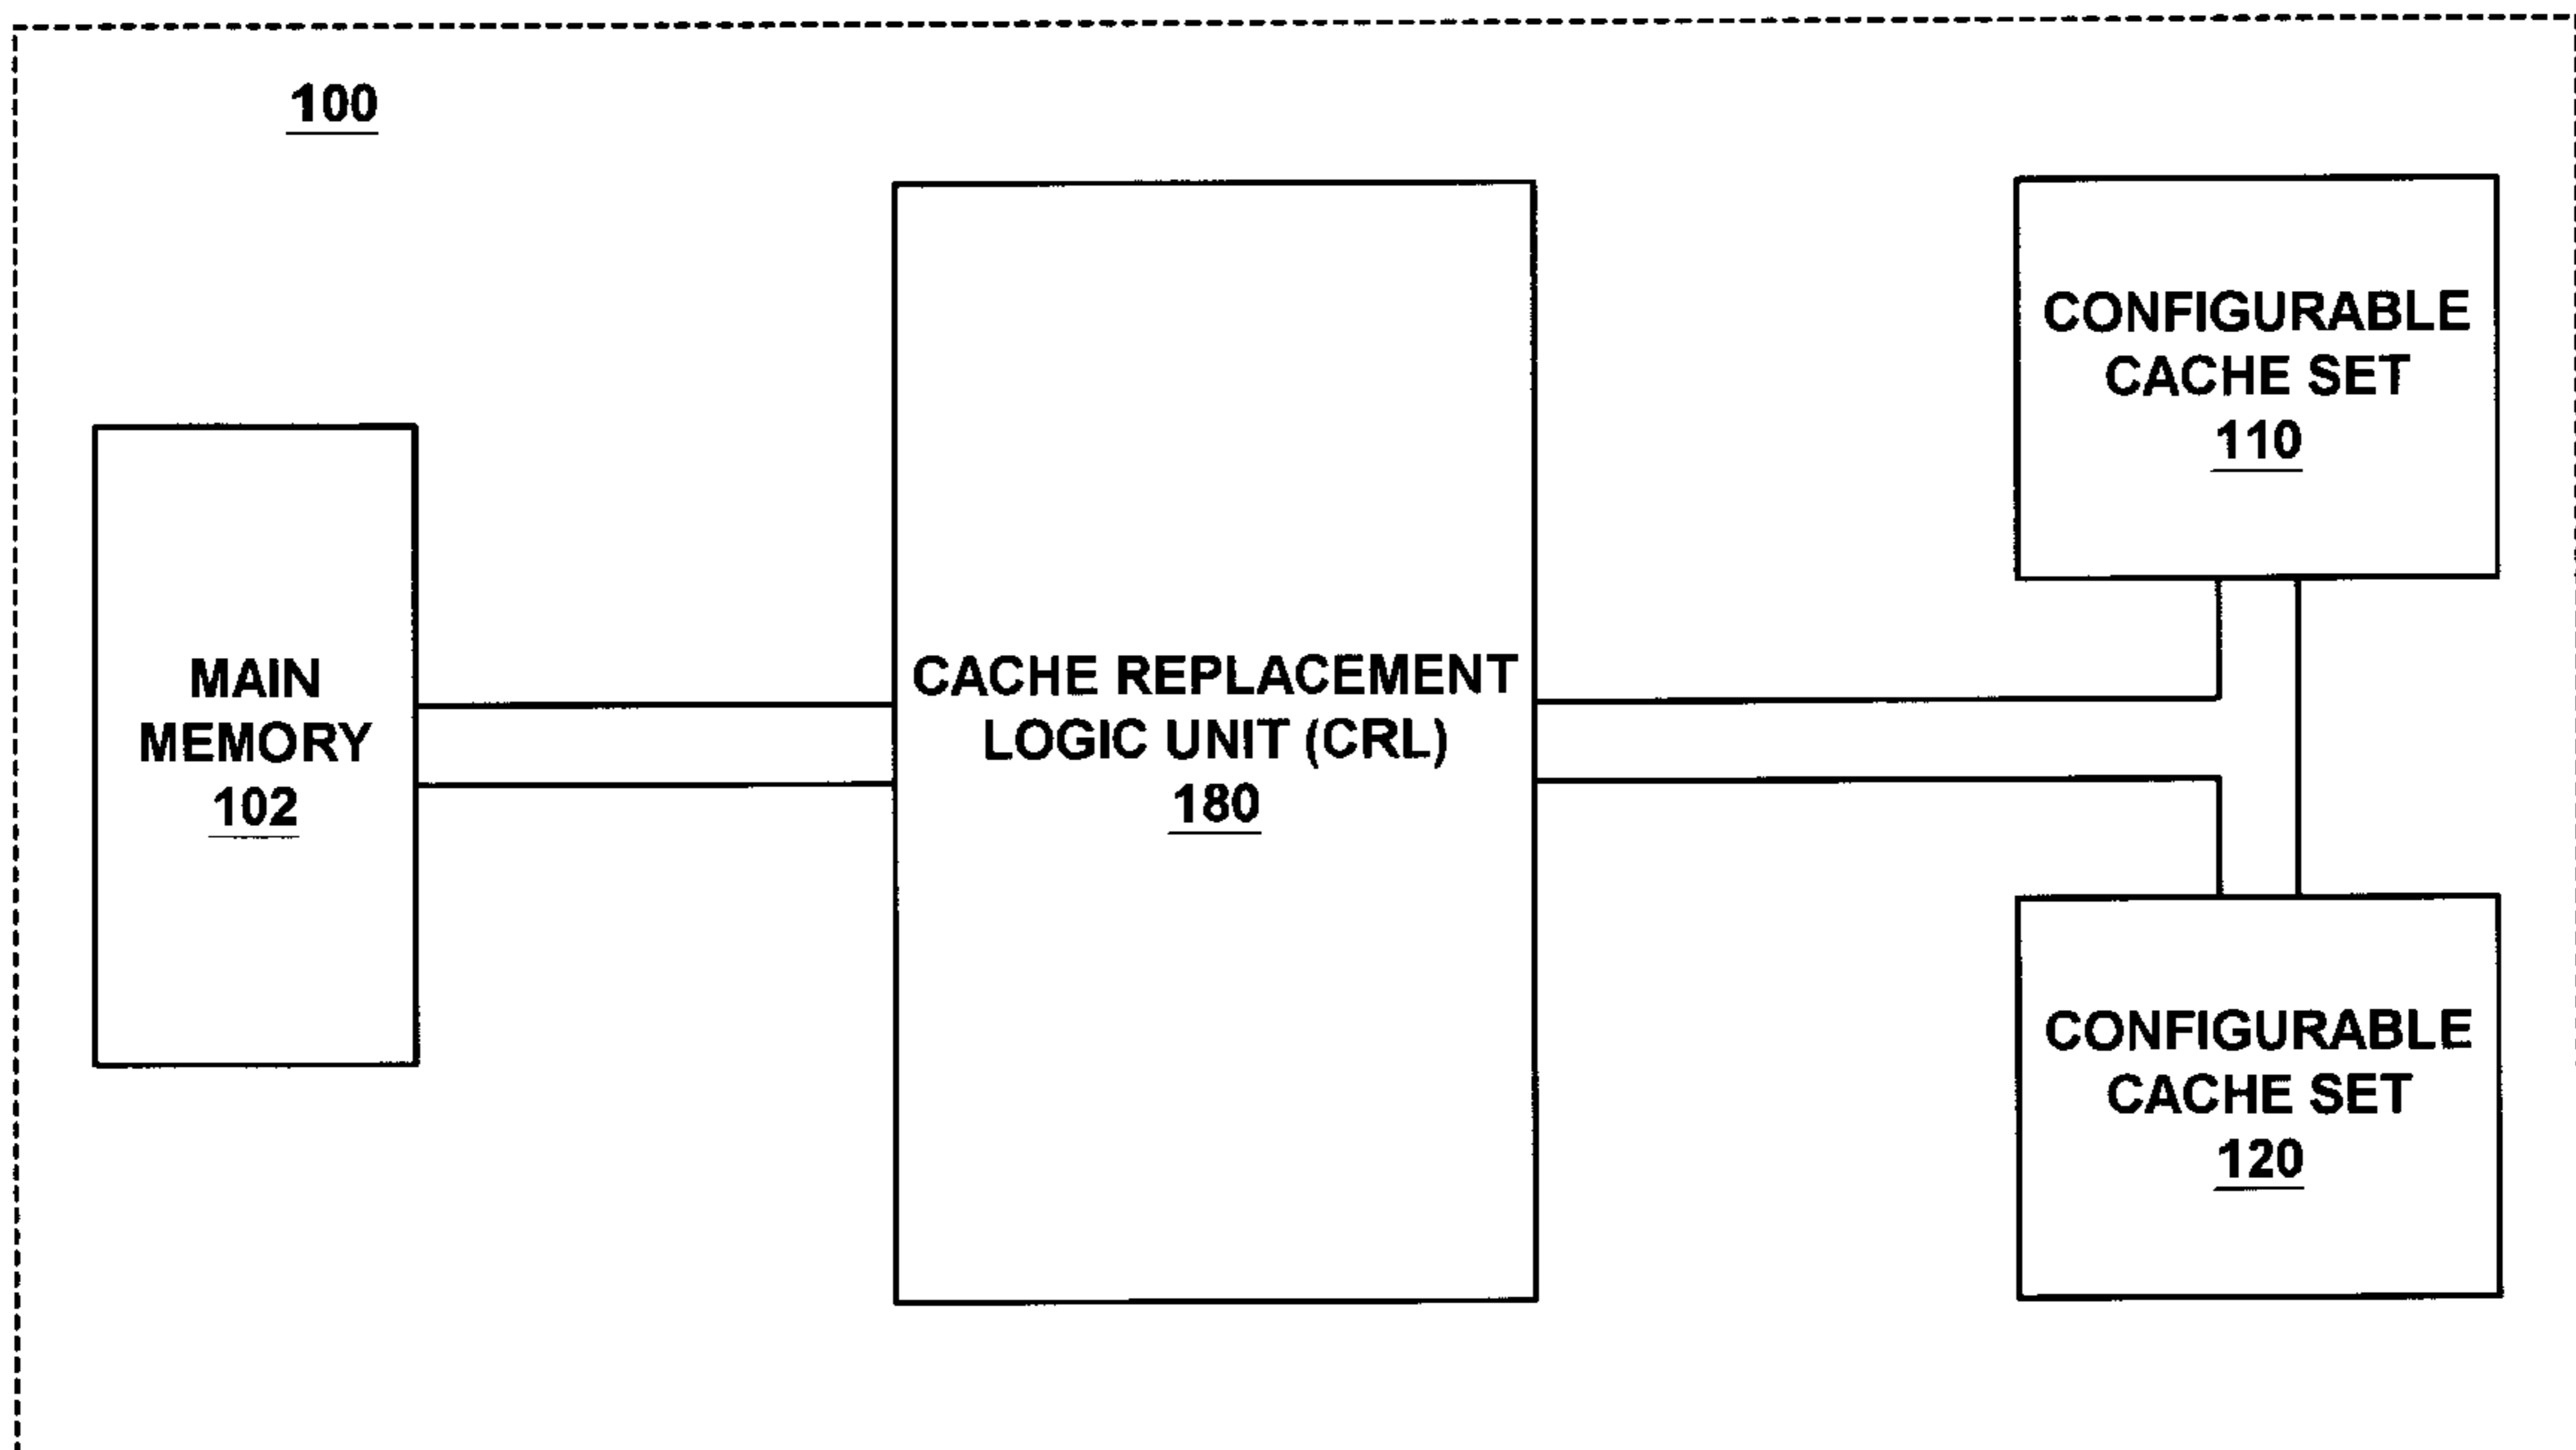 100
MAIN
MEMORY
102
CACHE REPLACEMENT
LOGIC UNIT (CRL)
180
CONFIGURABLE
CACHE SET
110
CONFIGURABLE
CACHE SET
120